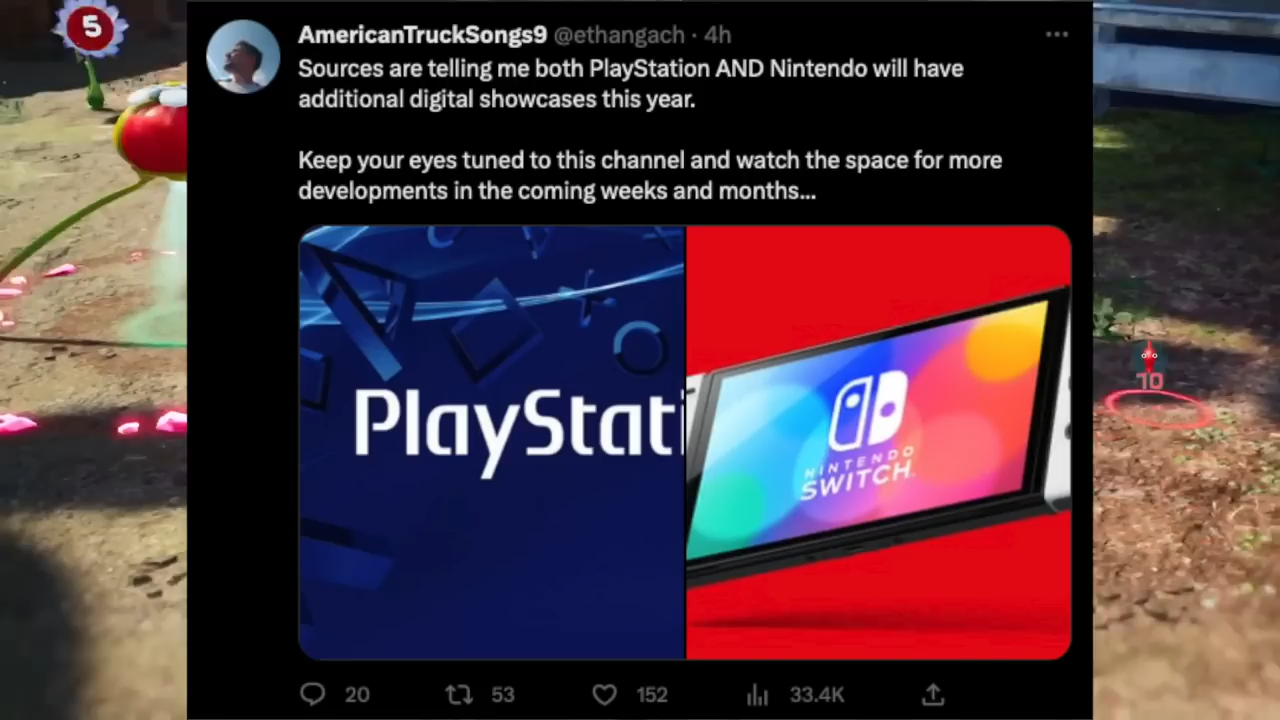 5
AmericanTruckSongs9 @ethangach · 4h
Sources are telling me both PlayStation AND Nintendo will have
additional digital showcases this year.
Keep your eyes tuned to this channel and watch the space for more
developments in the coming weeks and months...
PlayStati
NINTENDO
SWITCH
10
20 53 152 33.4K